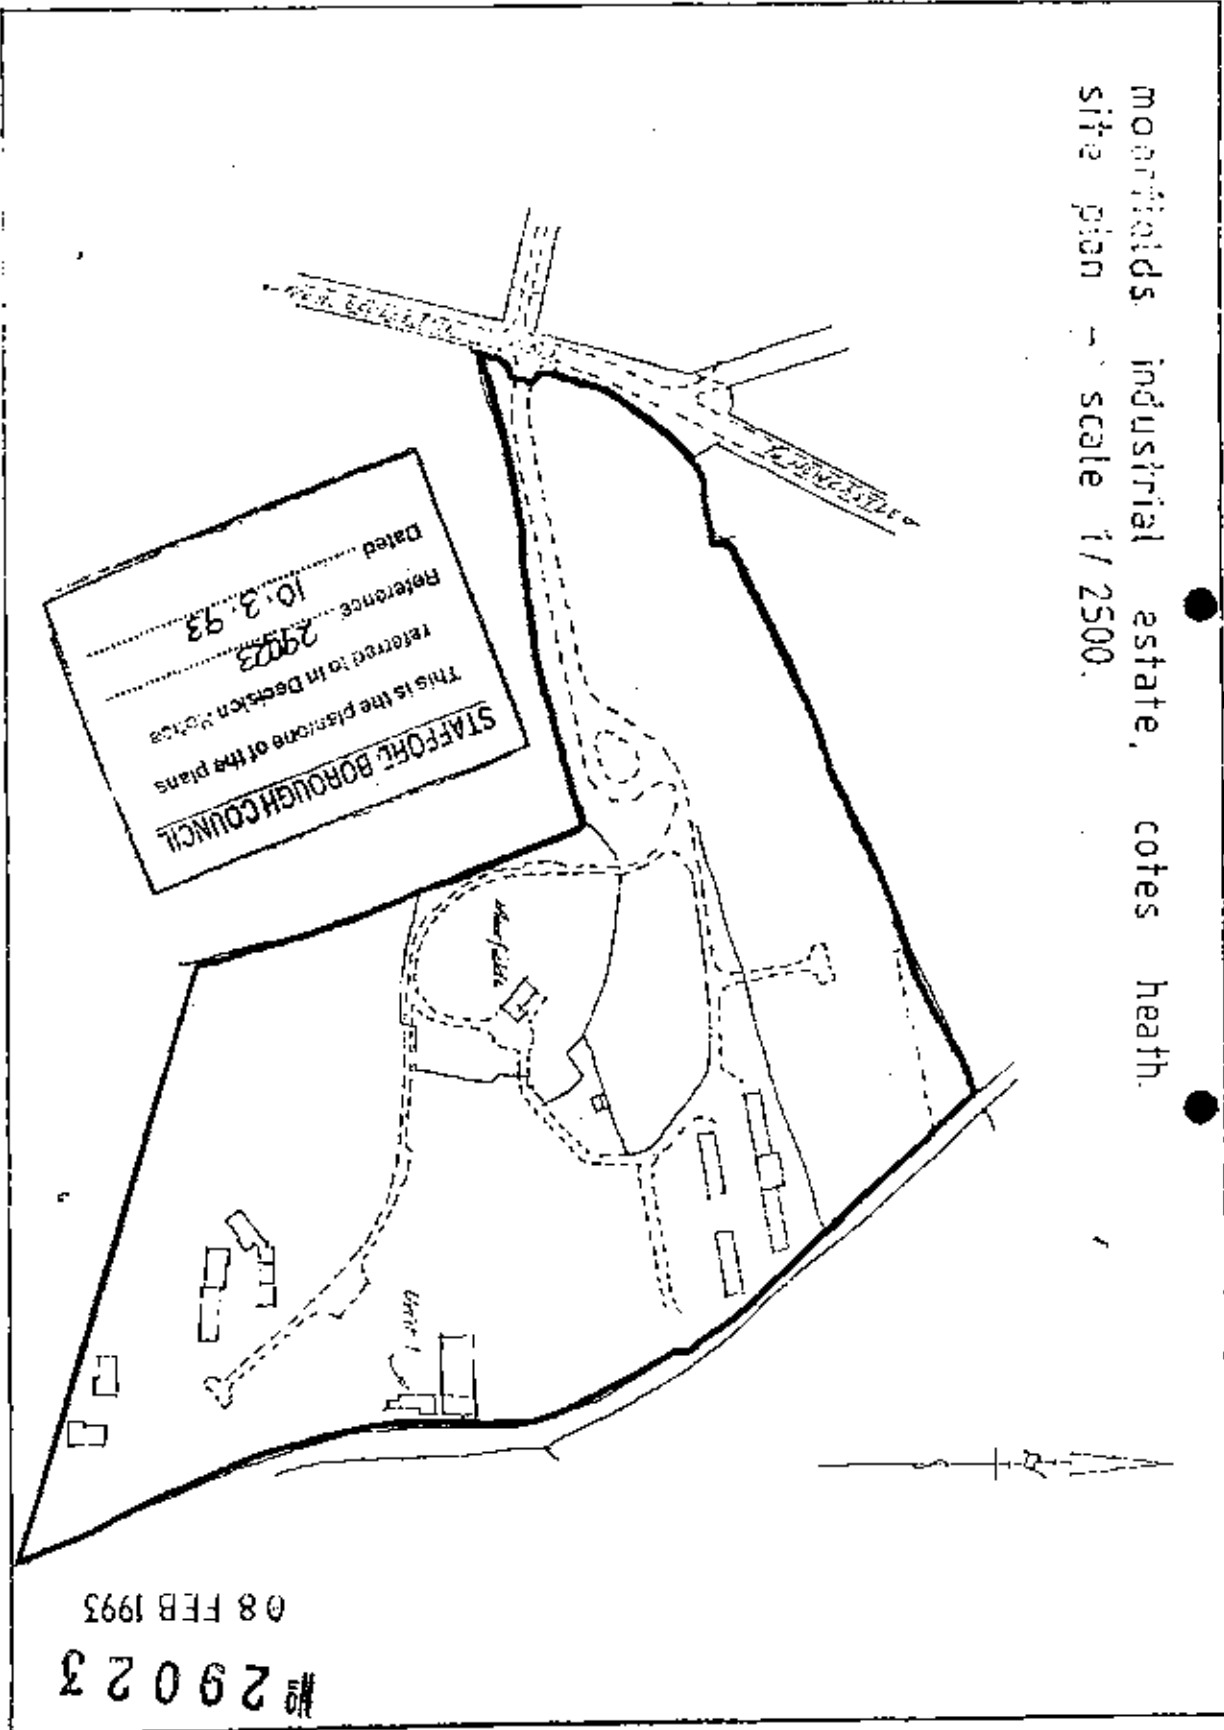 moorfields industrial estate, cotes heath.
site plan - scale 1/2500.
STAFFORD BOROUGH COUNCIL
This is the plan/one of the plans
referred to in Decision Notice
Reference 29023
Dated 10.3.93
Unit 1
№ 29023
08 FEB 1993